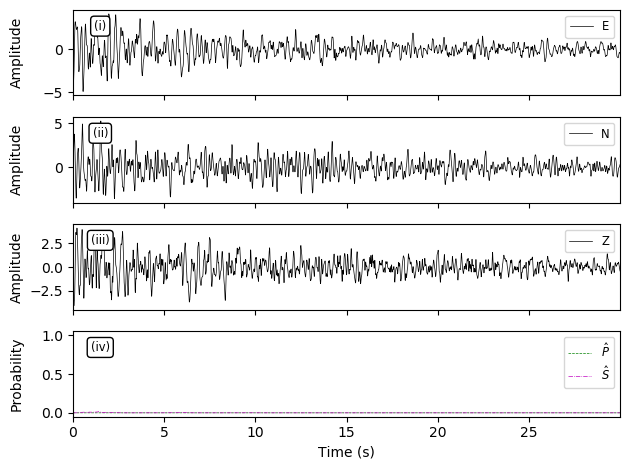 Amplitude
0
−5
(i)
E
Amplitude
5
0
(ii)
N
Amplitude
2.5
0.0
−2.5
(iii)
Z
Probability
1.0
0.5
0.0
(iv)
P̂
Ŝ
0 5 10 15 20 25
Time (s)